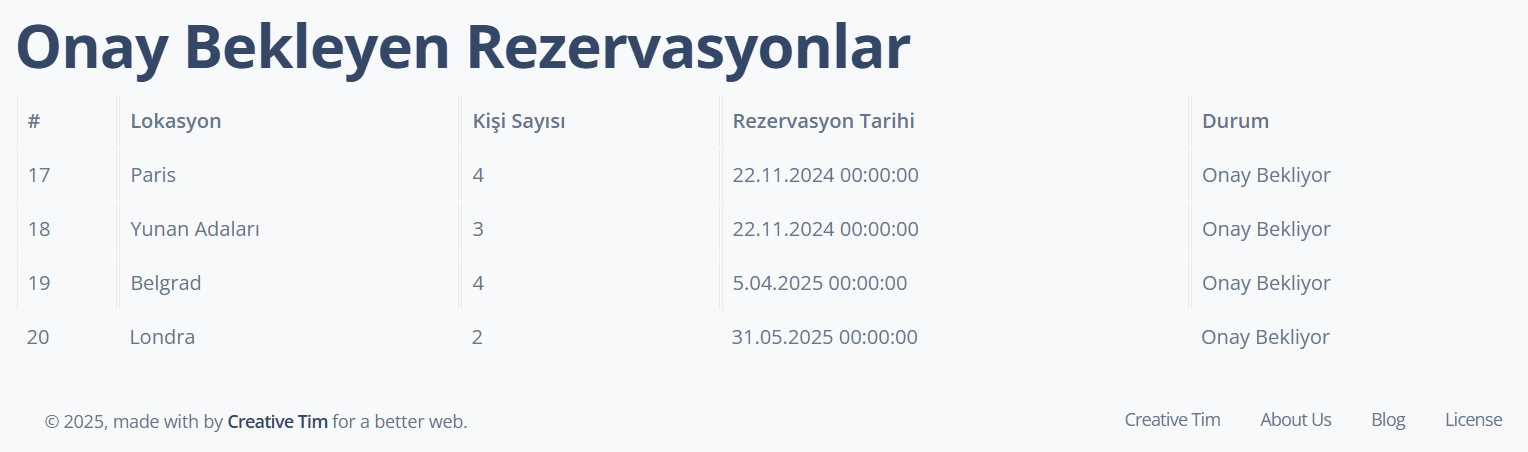 Onay Bekleyen Rezervasyonlar
# Lokasyon Kişi Sayısı Rezervasyon Tarihi Durum
17 Paris 4 22.11.2024 00:00:00 Onay Bekliyor
18 Yunan Adaları 3 22.11.2024 00:00:00 Onay Bekliyor
19 Belgrad 4 5.04.2025 00:00:00 Onay Bekliyor
20 Londra 2 31.05.2025 00:00:00 Onay Bekliyor
© 2025, made with by Creative Tim for a better web. Creative Tim About Us Blog License